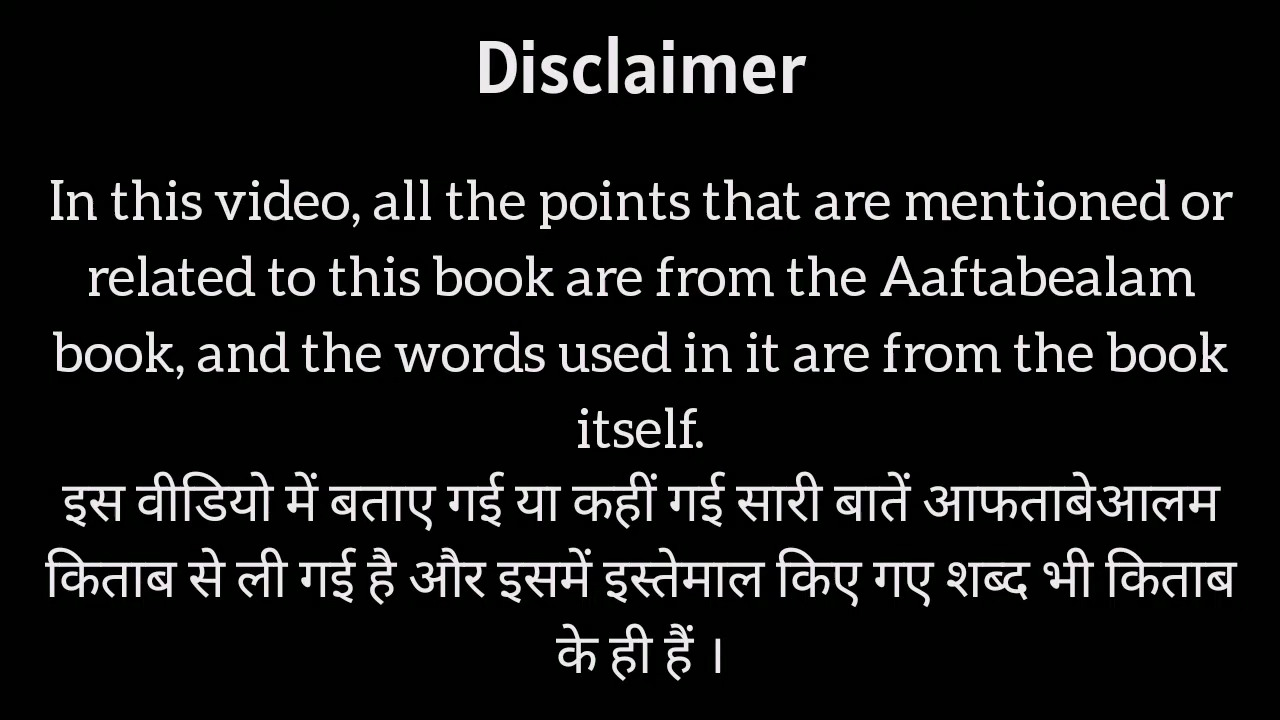 Disclaimer
In this video, all the points that are mentioned or
related to this book are from the Aaftabealam
book, and the words used in it are from the book
itself.
इस वीडियो में बताए गई या कहीं गई सारी बातें आफताबेआलम
किताब से ली गई है और इसमें इस्तेमाल किए गए शब्द भी किताब
के ही हैं ।